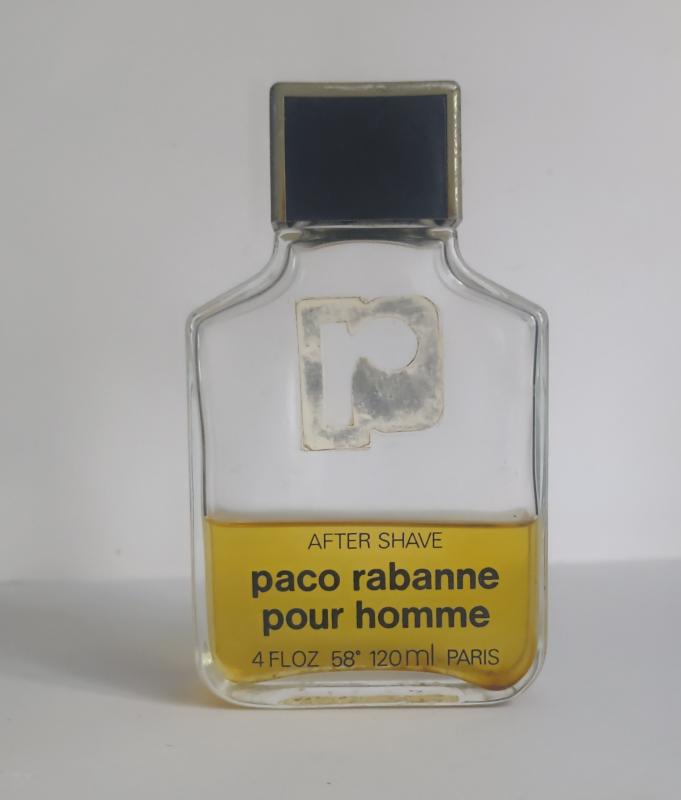 AFTER SHAVE
paco rabanne
pour homme
4 FLOZ 58° 120ml PARIS